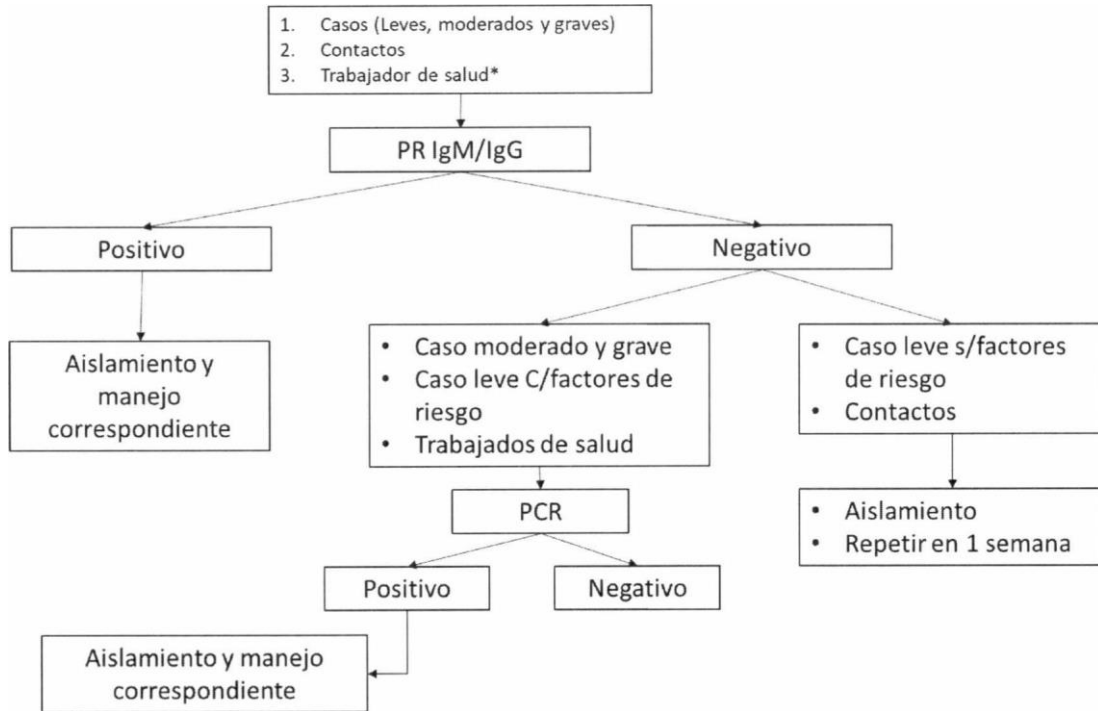 1. Casos (Leves, moderados y graves)
2. Contactos
3. Trabajador de salud*
PR IgM/IgG
Positivo
Negativo
Aislamiento y
manejo
correspondiente
• Caso moderado y grave
• Caso leve C/factores de
riesgo
• Trabajados de salud
• Caso leve s/factores
de riesgo
• Contactos
PCR
• Aislamiento
• Repetir en 1 semana
Positivo
Negativo
Aislamiento y manejo
correspondiente